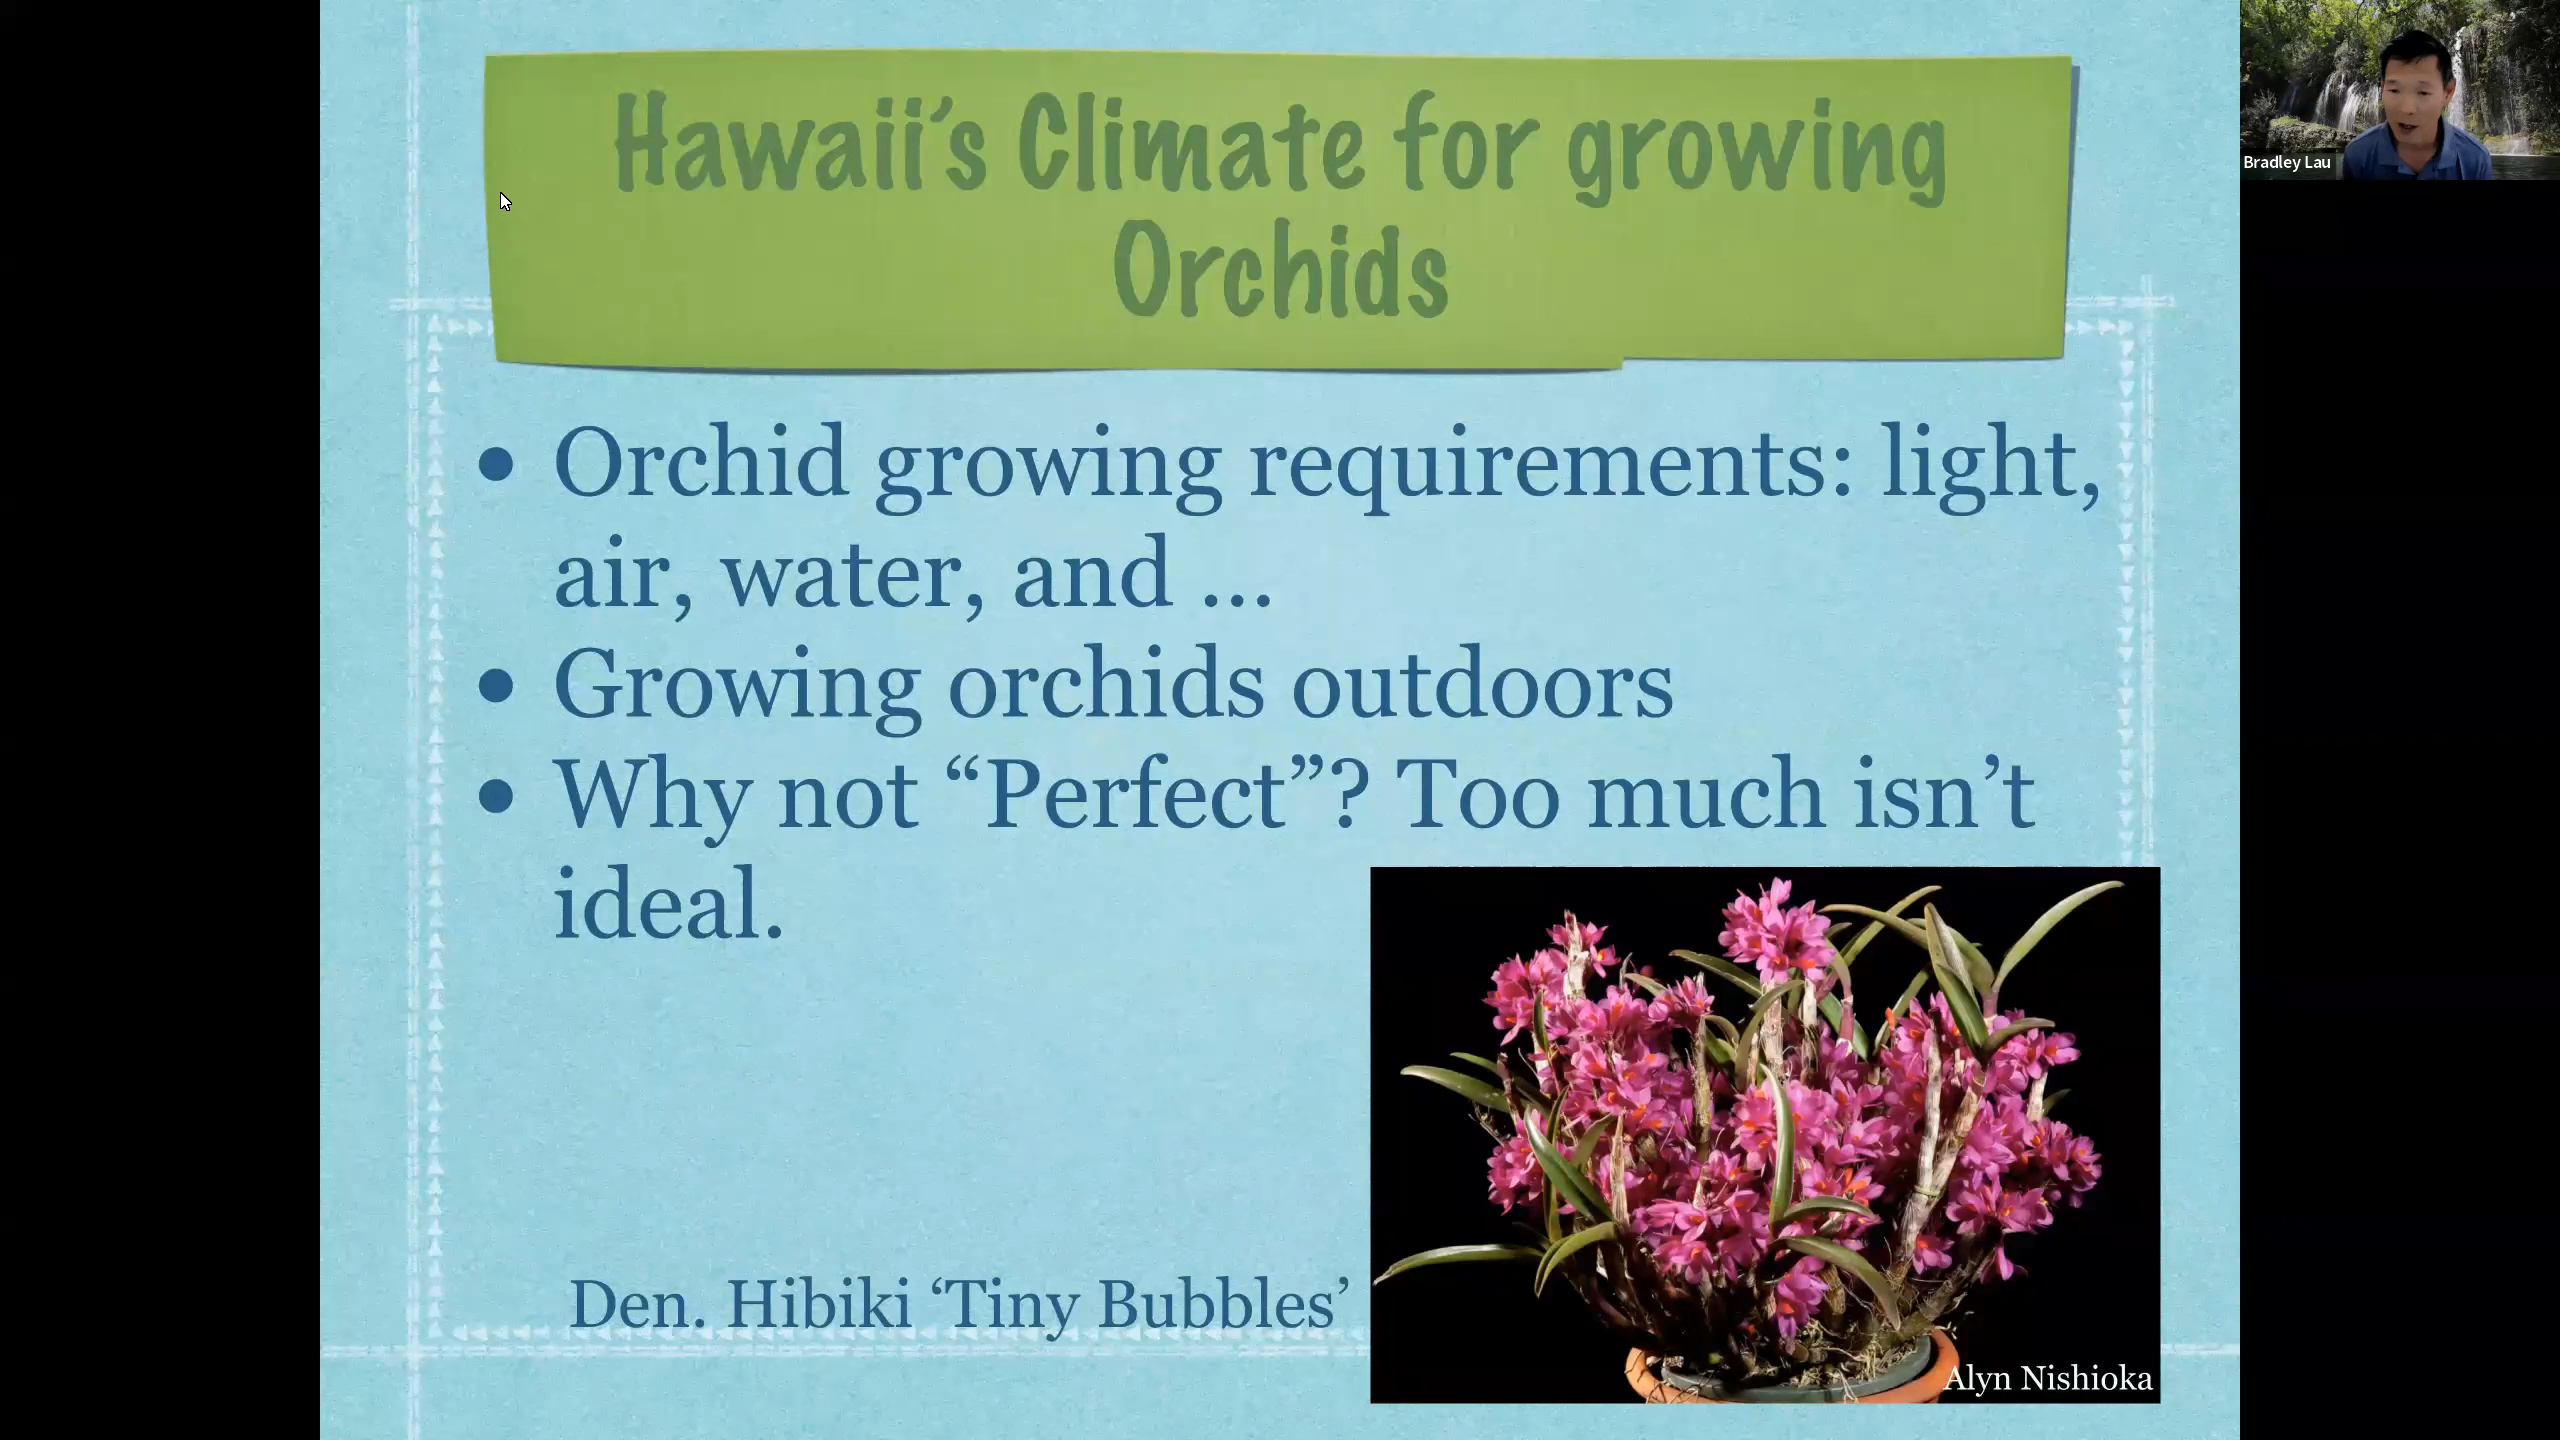 Hawaii’s Climate for growing
Orchids
• Orchid growing requirements: light,
air, water, and ...
• Growing orchids outdoors
• Why not “Perfect”? Too much isn’t
ideal.
Den. Hibiki ‘Tiny Bubbles’
Alyn Nishioka
Bradley Lau